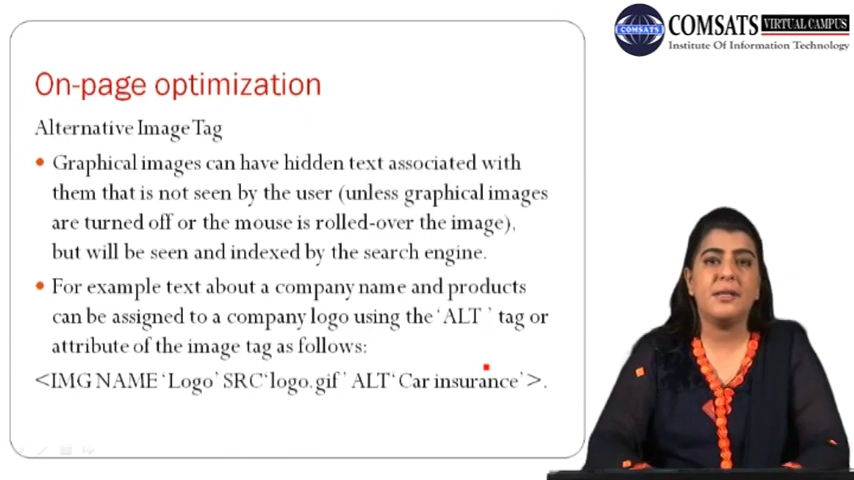 COMSATS VIRTUAL CAMPUS
COMSATS
Institute Of Information Technology
On-page optimization
Alternative Image Tag
Graphical images can have hidden text associated with
them that is not seen by the user (unless graphical images
are turned off or the mouse is rolled-over the image),
but will be seen and indexed by the search engine.
For example text about a company name and products
can be assigned to a company logo using the ‘ALT ’ tag or
attribute of the image tag as follows:
<IMG NAME ‘Logo’ SRC‘logo.gif ’ ALT‘ Car insurance’>.